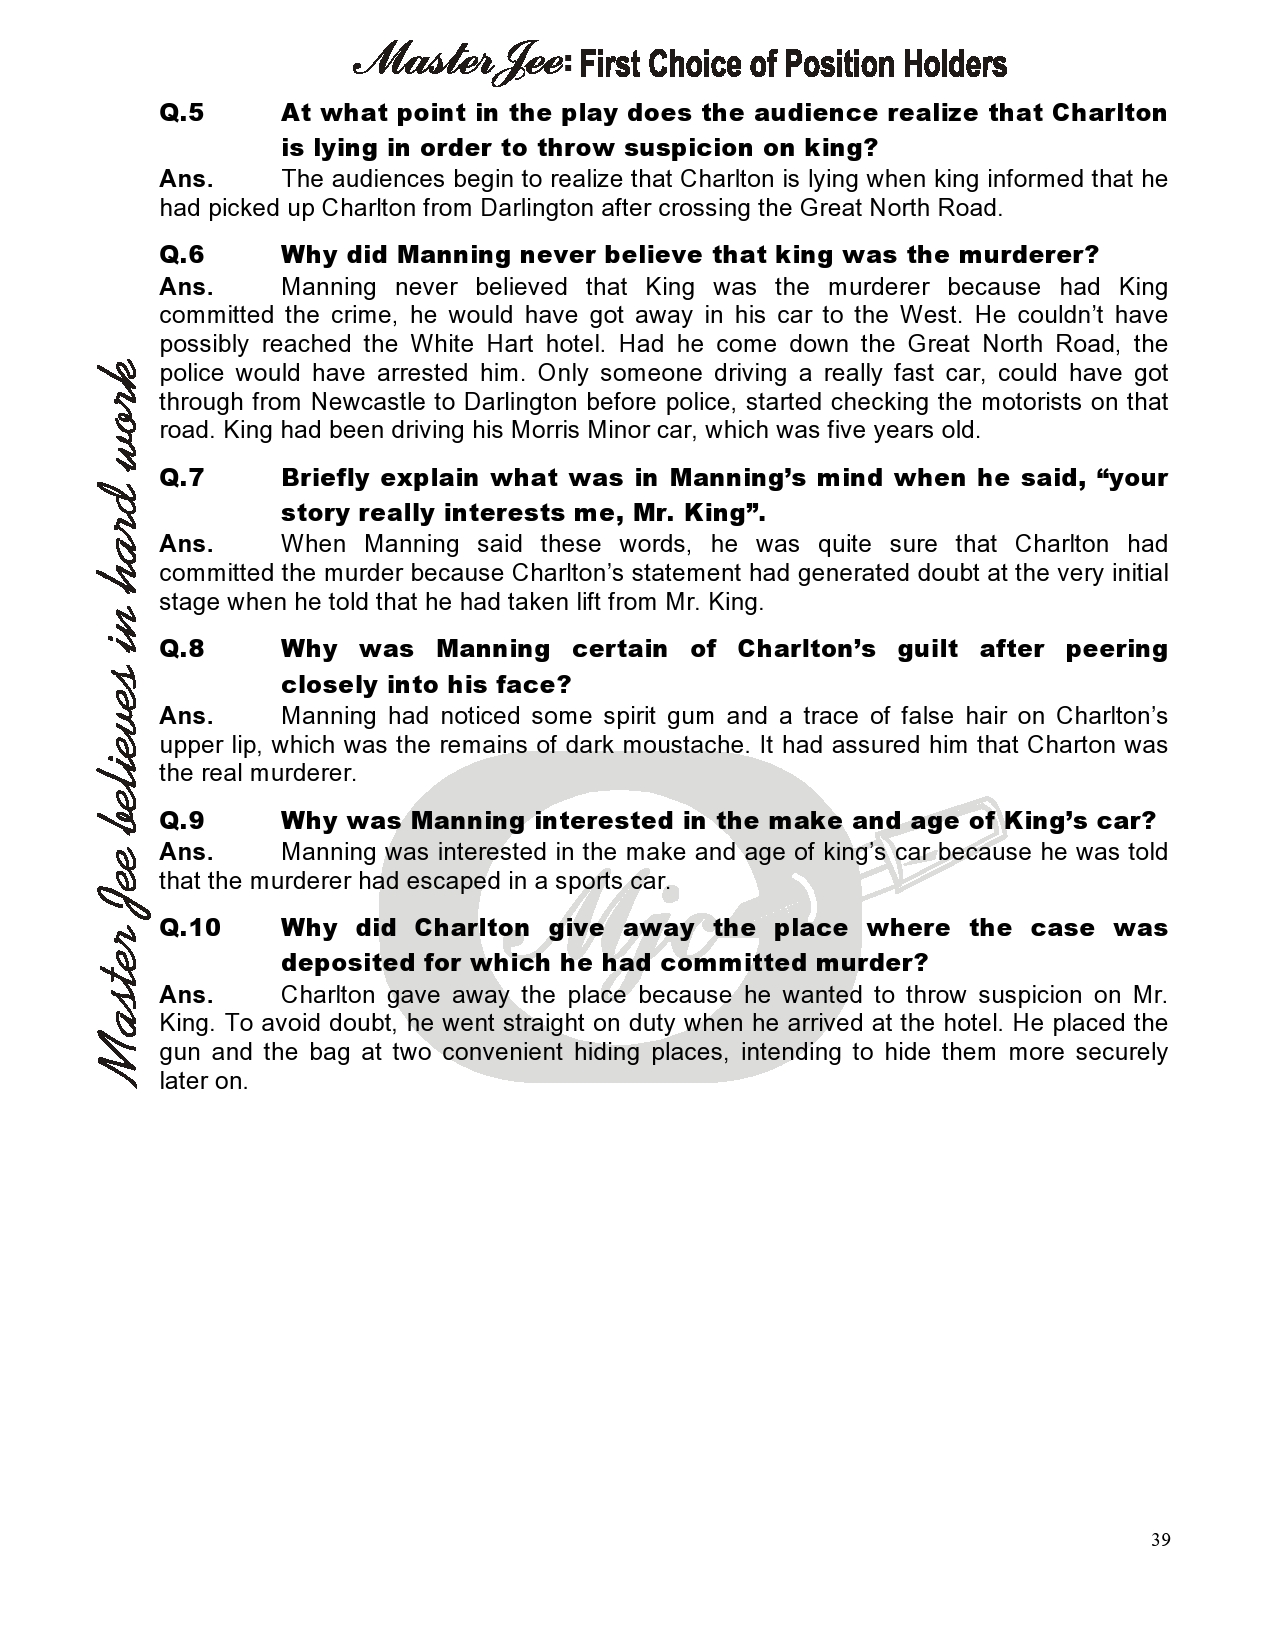 Master Jee: First Choice of Position Holders
Q.5 At what point in the play does the audience realize that Charlton
is lying in order to throw suspicion on king?
Ans. The audiences begin to realize that Charlton is lying when king informed that he
had picked up Charlton from Darlington after crossing the Great North Road.
Q.6 Why did Manning never believe that king was the murderer?
Ans. Manning never believed that King was the murderer because had King
committed the crime, he would have got away in his car to the West. He couldn’t have
possibly reached the White Hart hotel. Had he come down the Great North Road, the
police would have arrested him. Only someone driving a really fast car, could have got
through from Newcastle to Darlington before police, started checking the motorists on that
road. King had been driving his Morris Minor car, which was five years old.
Q.7 Briefly explain what was in Manning’s mind when he said, “your
story really interests me, Mr. King”.
Ans. When Manning said these words, he was quite sure that Charlton had
committed the murder because Charlton’s statement had generated doubt at the very initial
stage when he told that he had taken lift from Mr. King.
Q.8 Why was Manning certain of Charlton’s guilt after peering
closely into his face?
Ans. Manning had noticed some spirit gum and a trace of false hair on Charlton’s
upper lip, which was the remains of dark moustache. It had assured him that Charton was
the real murderer.
Q.9 Why was Manning interested in the make and age of King’s car?
Ans. Manning was interested in the make and age of king’s car because he was told
that the murderer had escaped in a sports car.
Q.10 Why did Charlton give away the place where the case was
deposited for which he had committed murder?
Ans. Charlton gave away the place because he wanted to throw suspicion on Mr.
King. To avoid doubt, he went straight on duty when he arrived at the hotel. He placed the
gun and the bag at two convenient hiding places, intending to hide them more securely
later on.
Master Jee believes in hard work
Mjc
39